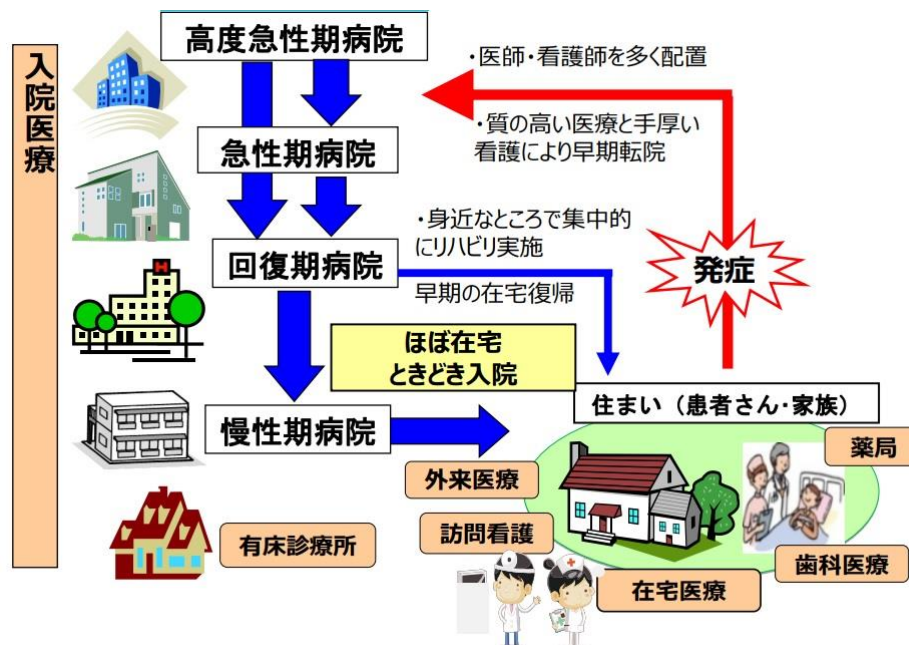 入院医療
高度急性期病院
・医師・看護師を多く配置
・質の高い医療と手厚い
看護により早期転院
急性期病院
・身近なところで集中的
にリハビリ実施
発症
回復期病院
早期の在宅復帰
ほぼ在宅
ときどき入院
住まい（患者さん・家族）
慢性期病院
薬局
外来医療
訪問看護
有床診療所
歯科医療
在宅医療
H